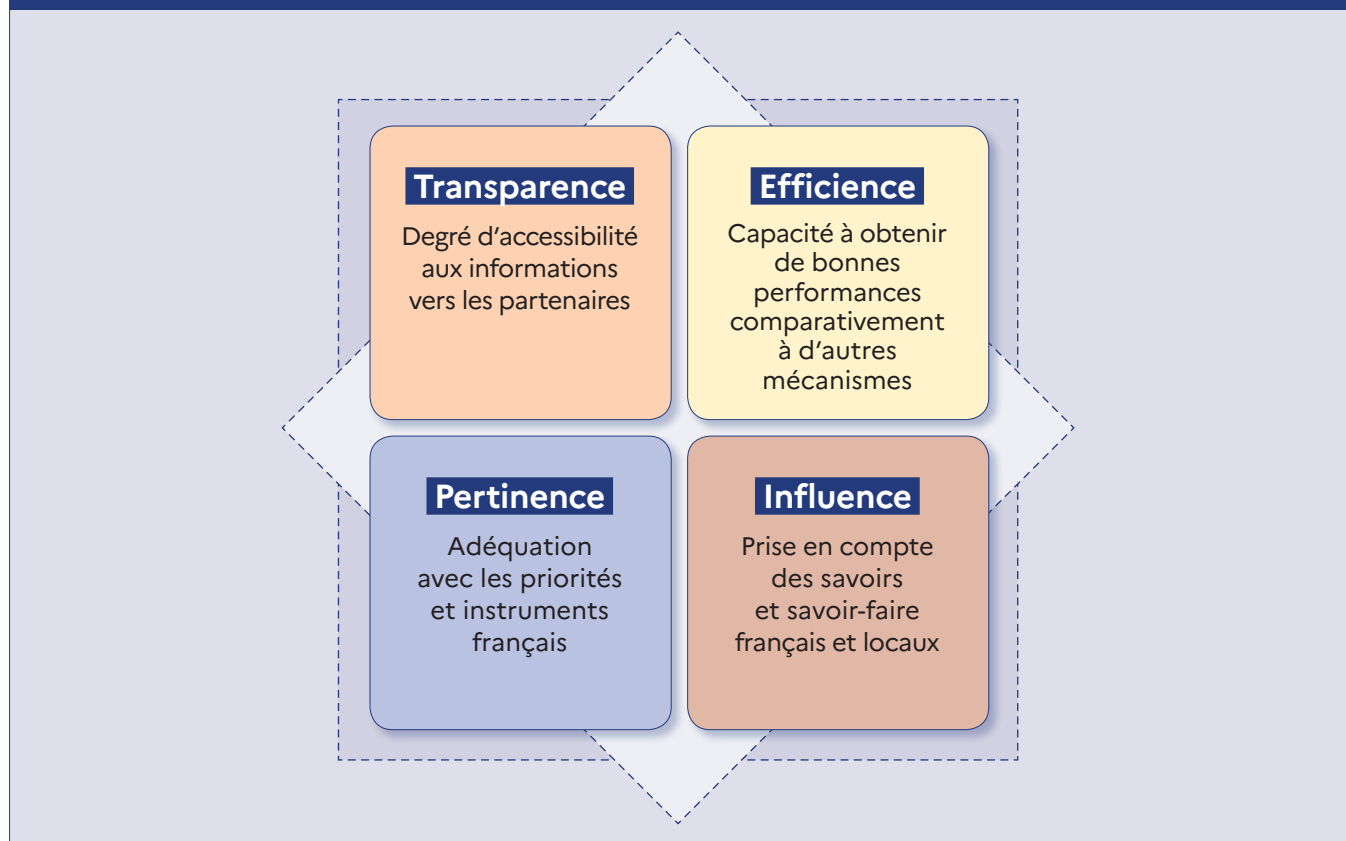 Transparence
Degré d’accessibilité
aux informations
vers les partenaires
Efficience
Capacité à obtenir
de bonnes
performances
comparativement
à d’autres
mécanismes
Pertinence
Adéquation
avec les priorités
et instruments
français
Influence
Prise en compte
des savoirs
et savoir-faire
français et locaux